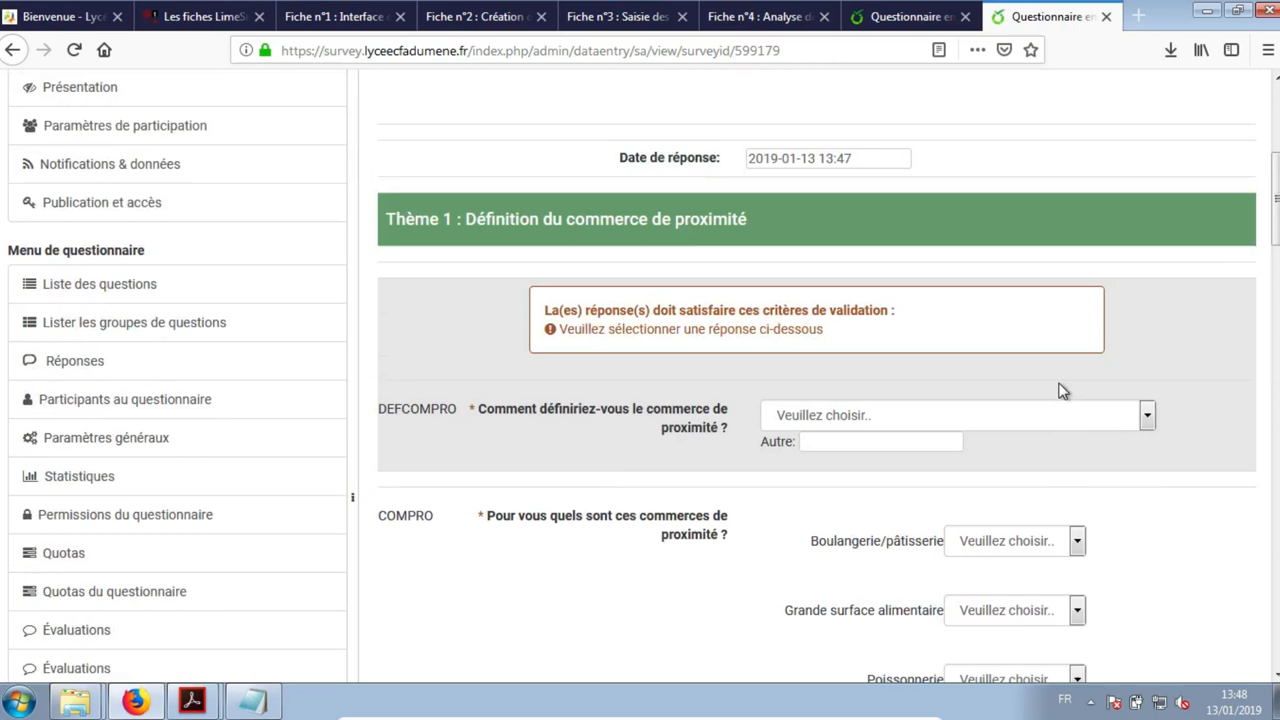 Bienvenue - Lyc
Les fiches LimeS
Fiche n°1 : Interface
Fiche n°2 : Création
Fiche n°3 : Saisie des
Fiche n°4 : Analyse d
Questionnaire en
Questionnaire en
https://survey.lyceecfadumene.fr/index.php/admin/dataentry/sa/view/surveyid/599179
Présentation
Paramètres de participation
Notifications & données
Publication et accès
Menu de questionnaire
Liste des questions
Lister les groupes de questions
Réponses
Participants au questionnaire
Paramètres généraux
Statistiques
Permissions du questionnaire
Quotas
Quotas du questionnaire
Évaluations
Évaluations
Date de réponse: 2019-01-13 13:47
Thème 1 : Définition du commerce de proximité
La(es) réponse(s) doit satisfaire ces critères de validation :
Veuillez sélectionner une réponse ci-dessous
DEFCOMPRO * Comment définiriez-vous le commerce de
proximité ?
Veuillez choisir..
Autre:
COMPRO * Pour vous quels sont ces commerces de
proximité ?
Boulangerie/pâtisserie Veuillez choisir..
Grande surface alimentaire Veuillez choisir..
Poissonnerie Veuillez choisir..
FR
13:48
13/01/2019